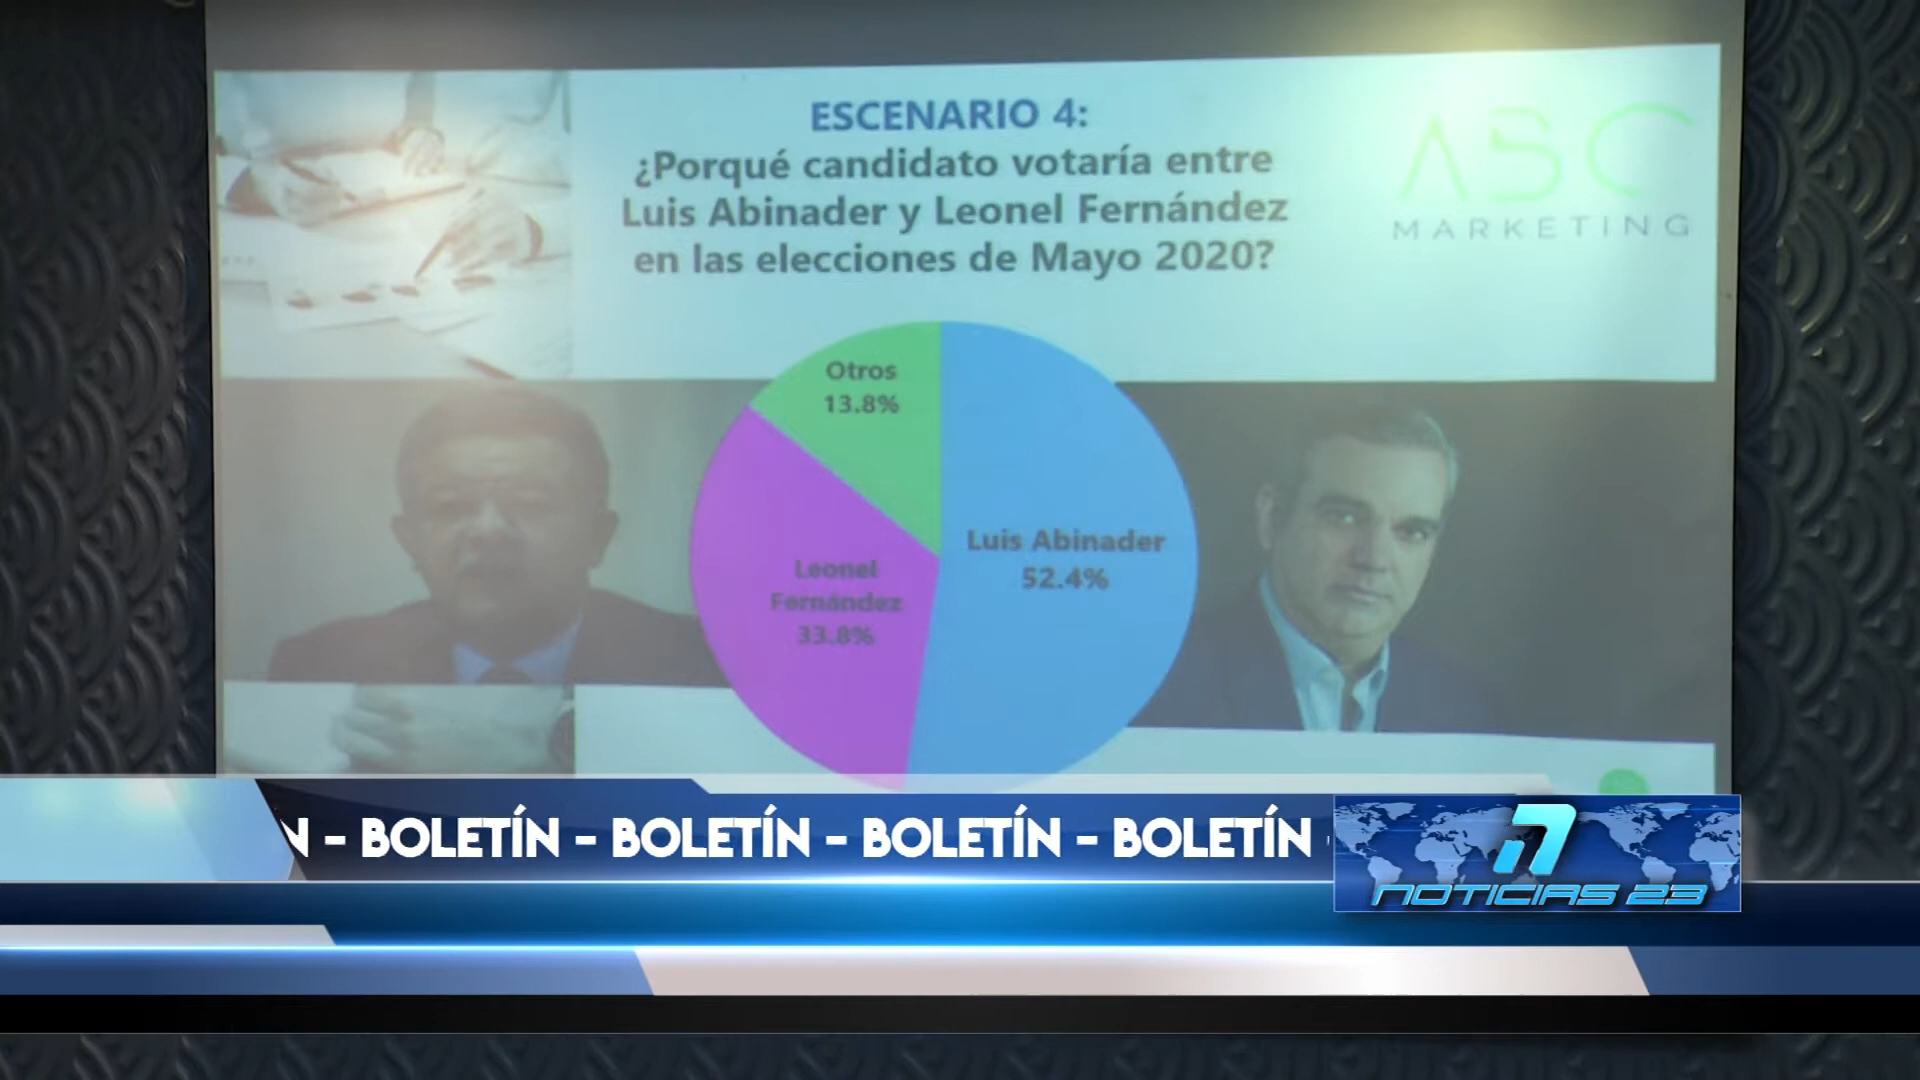 ESCENARIO 4:
¿Porqué candidato votaría entre
Luis Abinader y Leonel Fernández
en las elecciones de Mayo 2020?
ABC
MARKETING
Otros
13.8%
Luis Abinader
52.4%
Leonel
Fernández
33.8%
N - BOLETÍN - BOLETÍN - BOLETÍN - BOLETÍN -
NOTICIAS 23